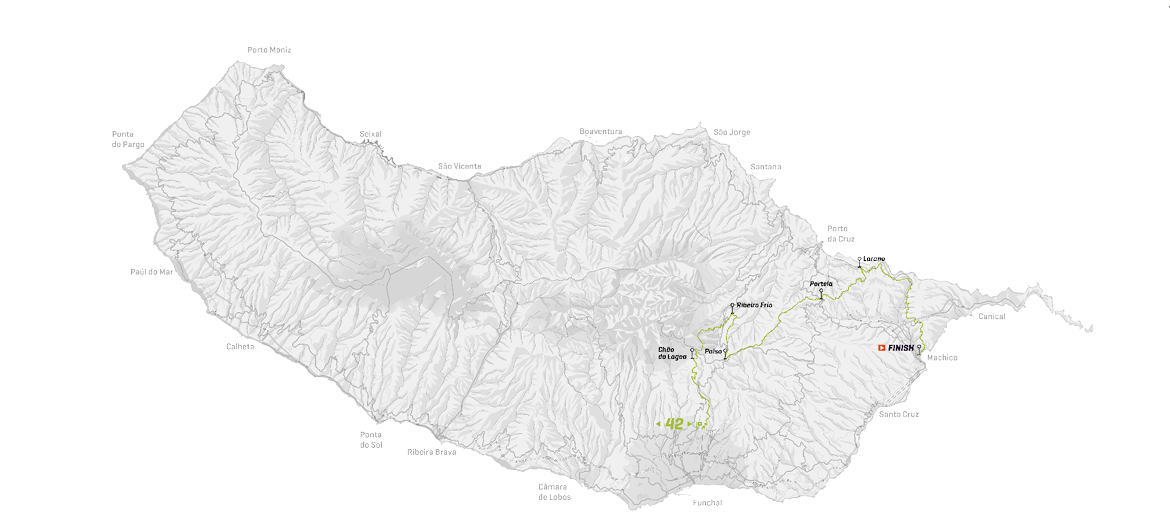 Porto Moniz
Ponta
do Pargo
Seixal
Boaventura
São Jorge
São Vicente
Santana
Porto
da Cruz
Larano
Paúl do Mar
Portela
Ribeiro Frio
Canical
Calheta
Chão
da Lagoa
Poiso
FINISH
Machico
Santo Cruz
42
Ponta
do Sol
Ribeira Brava
Câmara
de Lobos
Funchal